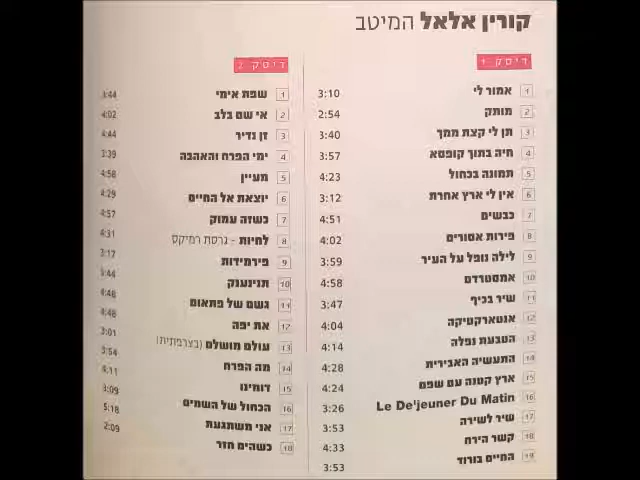 קורין אלאל המיטב
דיסק 1
1 אמור לי 3:10
2 מותק 2:54
3 תן לי קצת ממך 3:40
4 חיה בתוך קופסא 3:57
5 תמונה בכחול 4:23
6 אין לי ארץ אחרת 3:12
7 כבשים 4:51
8 פירות אסורים 4:02
9 לילה נופל על העיר 3:59
10 אמסטרדם 4:58
11 שיר בכיף 3:47
12 אנטארקטיקה 4:04
13 הטבעת נפלה 4:14
14 התעשיה האבירית 4:28
15 ארץ קטנה עם שפם 4:24
16 Le De'jeuner Du Matin 3:26
17 שיר לשירה 3:53
18 קשר הירח 4:33
19 החיים בורוד 3:53
דיסק 2
1 שפת אימי 3:44
2 אי שם בלב 4:02
3 זן נדיר 4:44
4 ימי הפרח והאהבה 3:39
5 מעיין 4:58
6 יוצאת אל החיים 4:29
7 כשזה עמוק 4:57
8 לחיות - גרסת רמיקס 4:31
9 פירמידות 3:17
10 תנינענק 3:44
11 גשם של פתאום 4:48
12 את יפה 4:48
13 עולם מושלם (בצרפתית) 3:01
14 מה הפרח 3:54
15 דומינו 4:11
16 הכחול של השמים 3:09
17 אני משתגעת 5:18
18 כשהים חזר 2:09